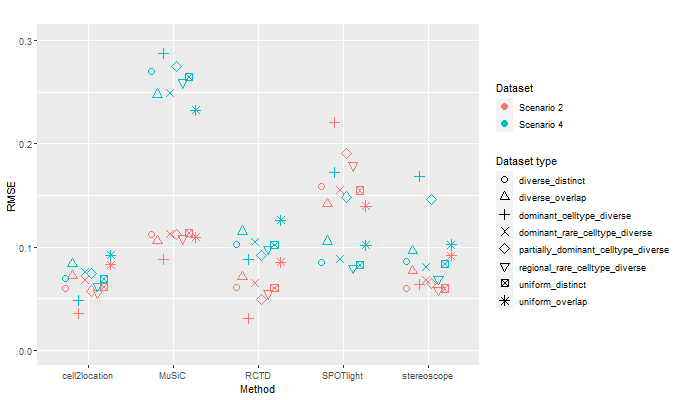 0.3
0.2
0.1
0.0
RMSE
cell2location
MuSiC
RCTD
SPOTlight
stereoscope
Method
Dataset
Scenario 2
Scenario 4
Dataset type
diverse_distinct
diverse_overlap
dominant_celltype_diverse
dominant_rare_celltype_diverse
partially_dominant_celltype_diverse
regional_rare_celltype_diverse
uniform_distinct
uniform_overlap